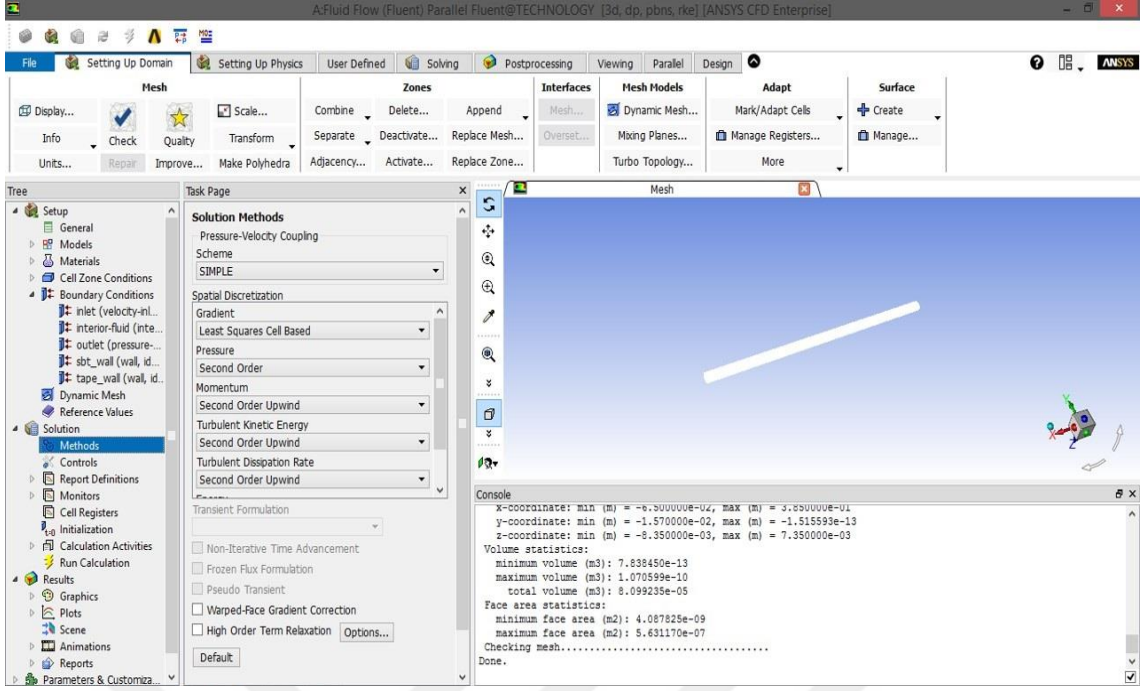 A:Fluid Flow (Fluent) Parallel Fluent@TECHNOLOGY [3d, dp, pbns, rke] [ANSYS CFD Enterprise]
File Setting Up Domain Setting Up Physics User Defined Solving Postprocessing Viewing Parallel Design ANSYS
Mesh Zones Interfaces Mesh Models Adapt Surface
Display... Scale... Combine Delete... Append Mesh... Dynamic Mesh... Mark/Adapt Cells Create
Info Check Quality Transform Separate Deactivate... Replace Mesh... Overset... Mixing Planes... Manage Registers... Manage...
Units... Repair Improve... Make Polyhedra Adjacency... Activate... Replace Zone... Turbo Topology... More
Tree
Setup
General
Models
Materials
Cell Zone Conditions
Boundary Conditions
inlet (velocity-inl...
interior-fluid (inte...
outlet (pressure-...
sbt_wall (wall, id...
tape_wall (wall, id...
Dynamic Mesh
Reference Values
Solution
Methods
Controls
Report Definitions
Monitors
Cell Registers
Initialization
Calculation Activities
Run Calculation
Results
Graphics
Plots
Scene
Animations
Reports
Parameters & Customiza...
Task Page
Solution Methods
Pressure-Velocity Coupling
Scheme
SIMPLE
Spatial Discretization
Gradient
Least Squares Cell Based
Pressure
Second Order
Momentum
Second Order Upwind
Turbulent Kinetic Energy
Second Order Upwind
Turbulent Dissipation Rate
Second Order Upwind
Transient Formulation
Non-Iterative Time Advancement
Frozen Flux Formulation
Pseudo Transient
Warped-Face Gradient Correction
High Order Term Relaxation Options...
Default
Mesh
Y
X
Z
Console
x-coordinate: min (m) = -6.500000e-02, max (m) = 3.850000e-01
y-coordinate: min (m) = -1.570000e-02, max (m) = -1.515593e-13
z-coordinate: min (m) = -8.350000e-03, max (m) = 7.350000e-03
Volume statistics:
minimum volume (m3): 7.838450e-13
maximum volume (m3): 1.070599e-10
total volume (m3): 8.099235e-05
Face area statistics:
minimum face area (m2): 4.087825e-09
maximum face area (m2): 5.631170e-07
Checking mesh...................................
Done.